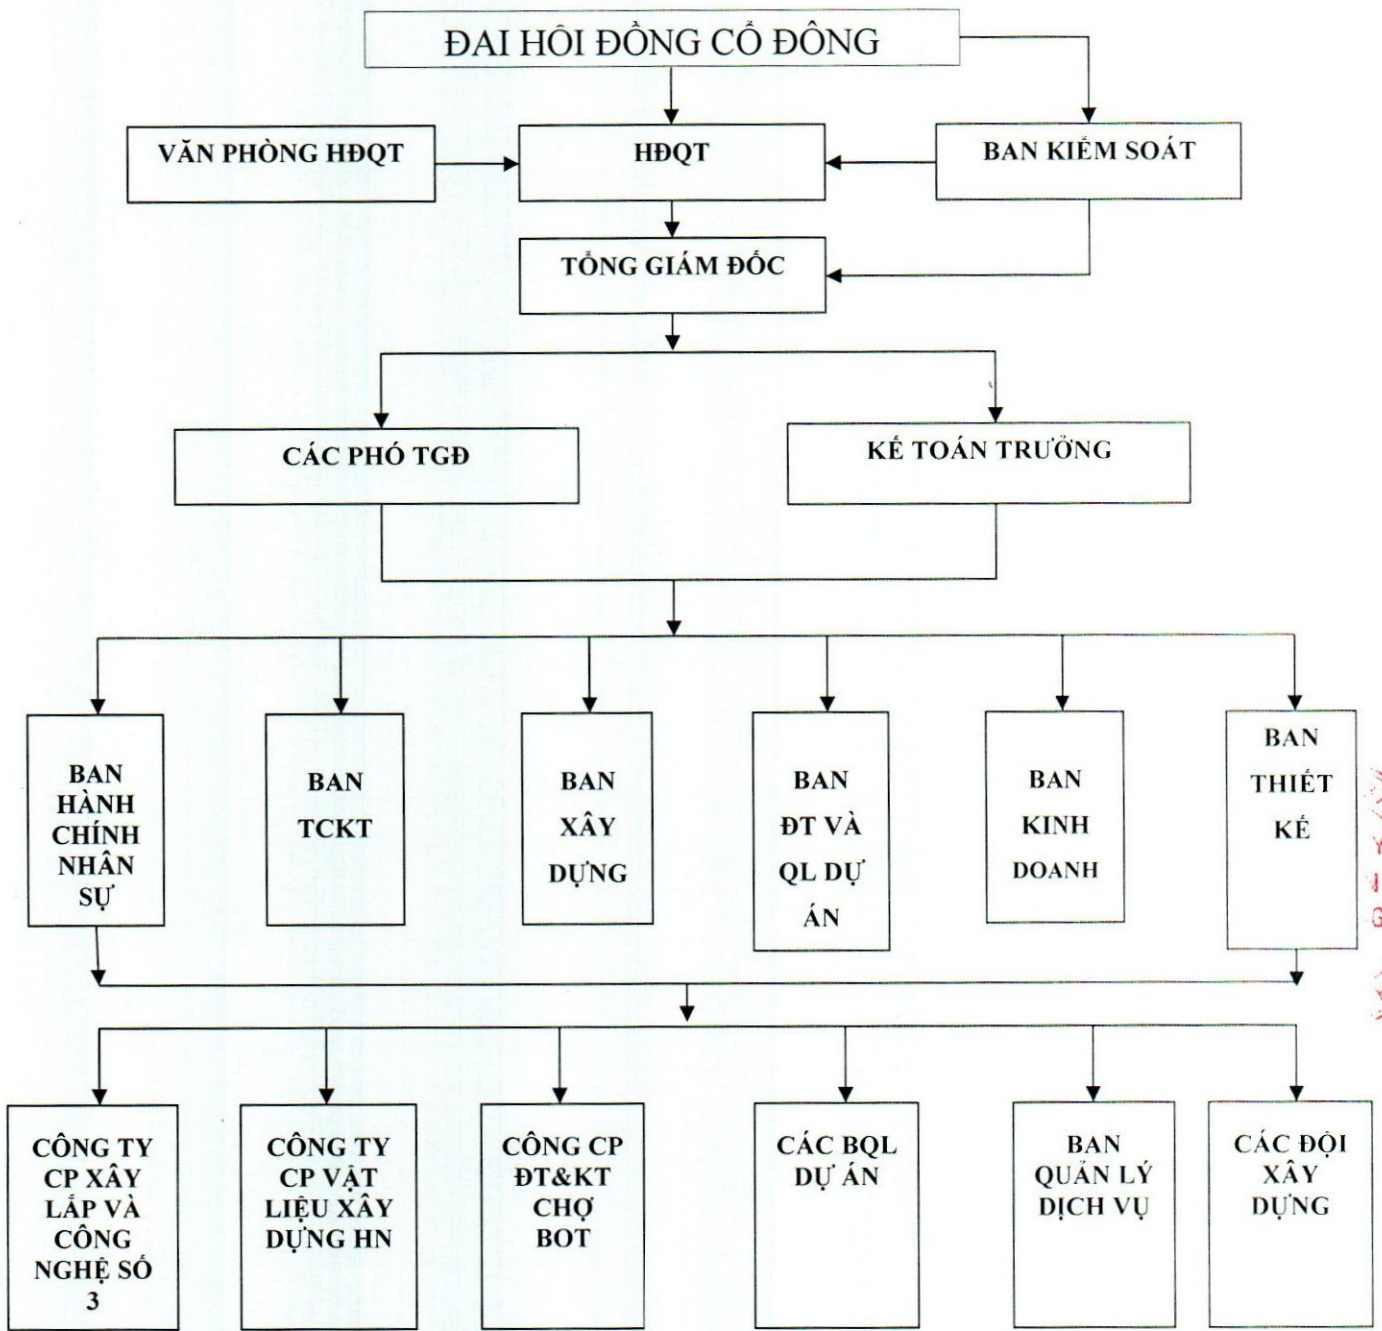 ĐAI HÔI ĐỒNG CỔ ĐÔNG
VĂN PHÒNG HĐQT
HĐQT
BAN KIỂM SOÁT
TỔNG GIÁM ĐỐC
CÁC PHÓ TGĐ
KẾ TOÁN TRƯỞNG
BAN
HÀNH
CHÍNH
NHÂN
SỰ
BAN
TCKT
BAN
XÂY
DỰNG
BAN
ĐT VÀ
QL DỰ
ÁN
BAN
KINH
DOANH
BAN
THIẾT
KẾ
CÔNG TY
CP XÂY
LẮP VÀ
CÔNG
NGHỆ SỐ
3
CÔNG TY
CP VẬT
LIỆU XÂY
DỰNG HN
CÔNG CP
ĐT&KT
CHỢ
BOT
CÁC BQL
DỰ ÁN
BAN
QUẢN LÝ
DỊCH VỤ
CÁC ĐỘI
XÂY
DỰNG